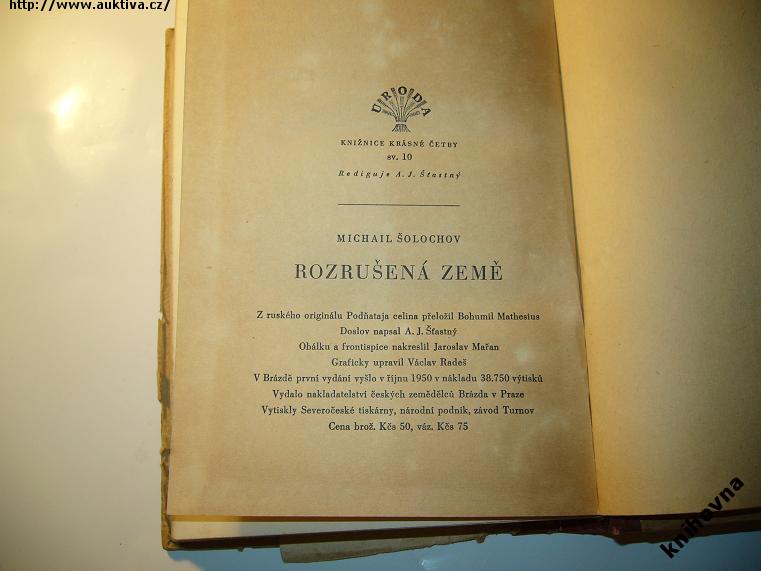 http://www.auktiva.cz/
URODA
KNIŽNICE KRÁSNÉ ČETBY
sv. 10
Rediguje A. J. Šťastný
MICHAIL ŠOLOCHOV
ROZRUŠENÁ ZEMĚ
Z ruského originálu Podňataja celina přeložil Bohumil Mathesius
Doslov napsal A. J. Šťastný
Obálku a frontispice nakreslil Jaroslav Mařan
Graficky upravil Václav Radeš
V Brázdě první vydání vyšlo v říjnu 1950 v nákladu 38.750 výtisků
Vydalo nakladatelství českých zemědělců Brázda v Praze
Vytiskly Severočeské tiskárny, národní podnik, závod Turnov
Cena brož. Kčs 50, váz. Kčs 75
knihovna